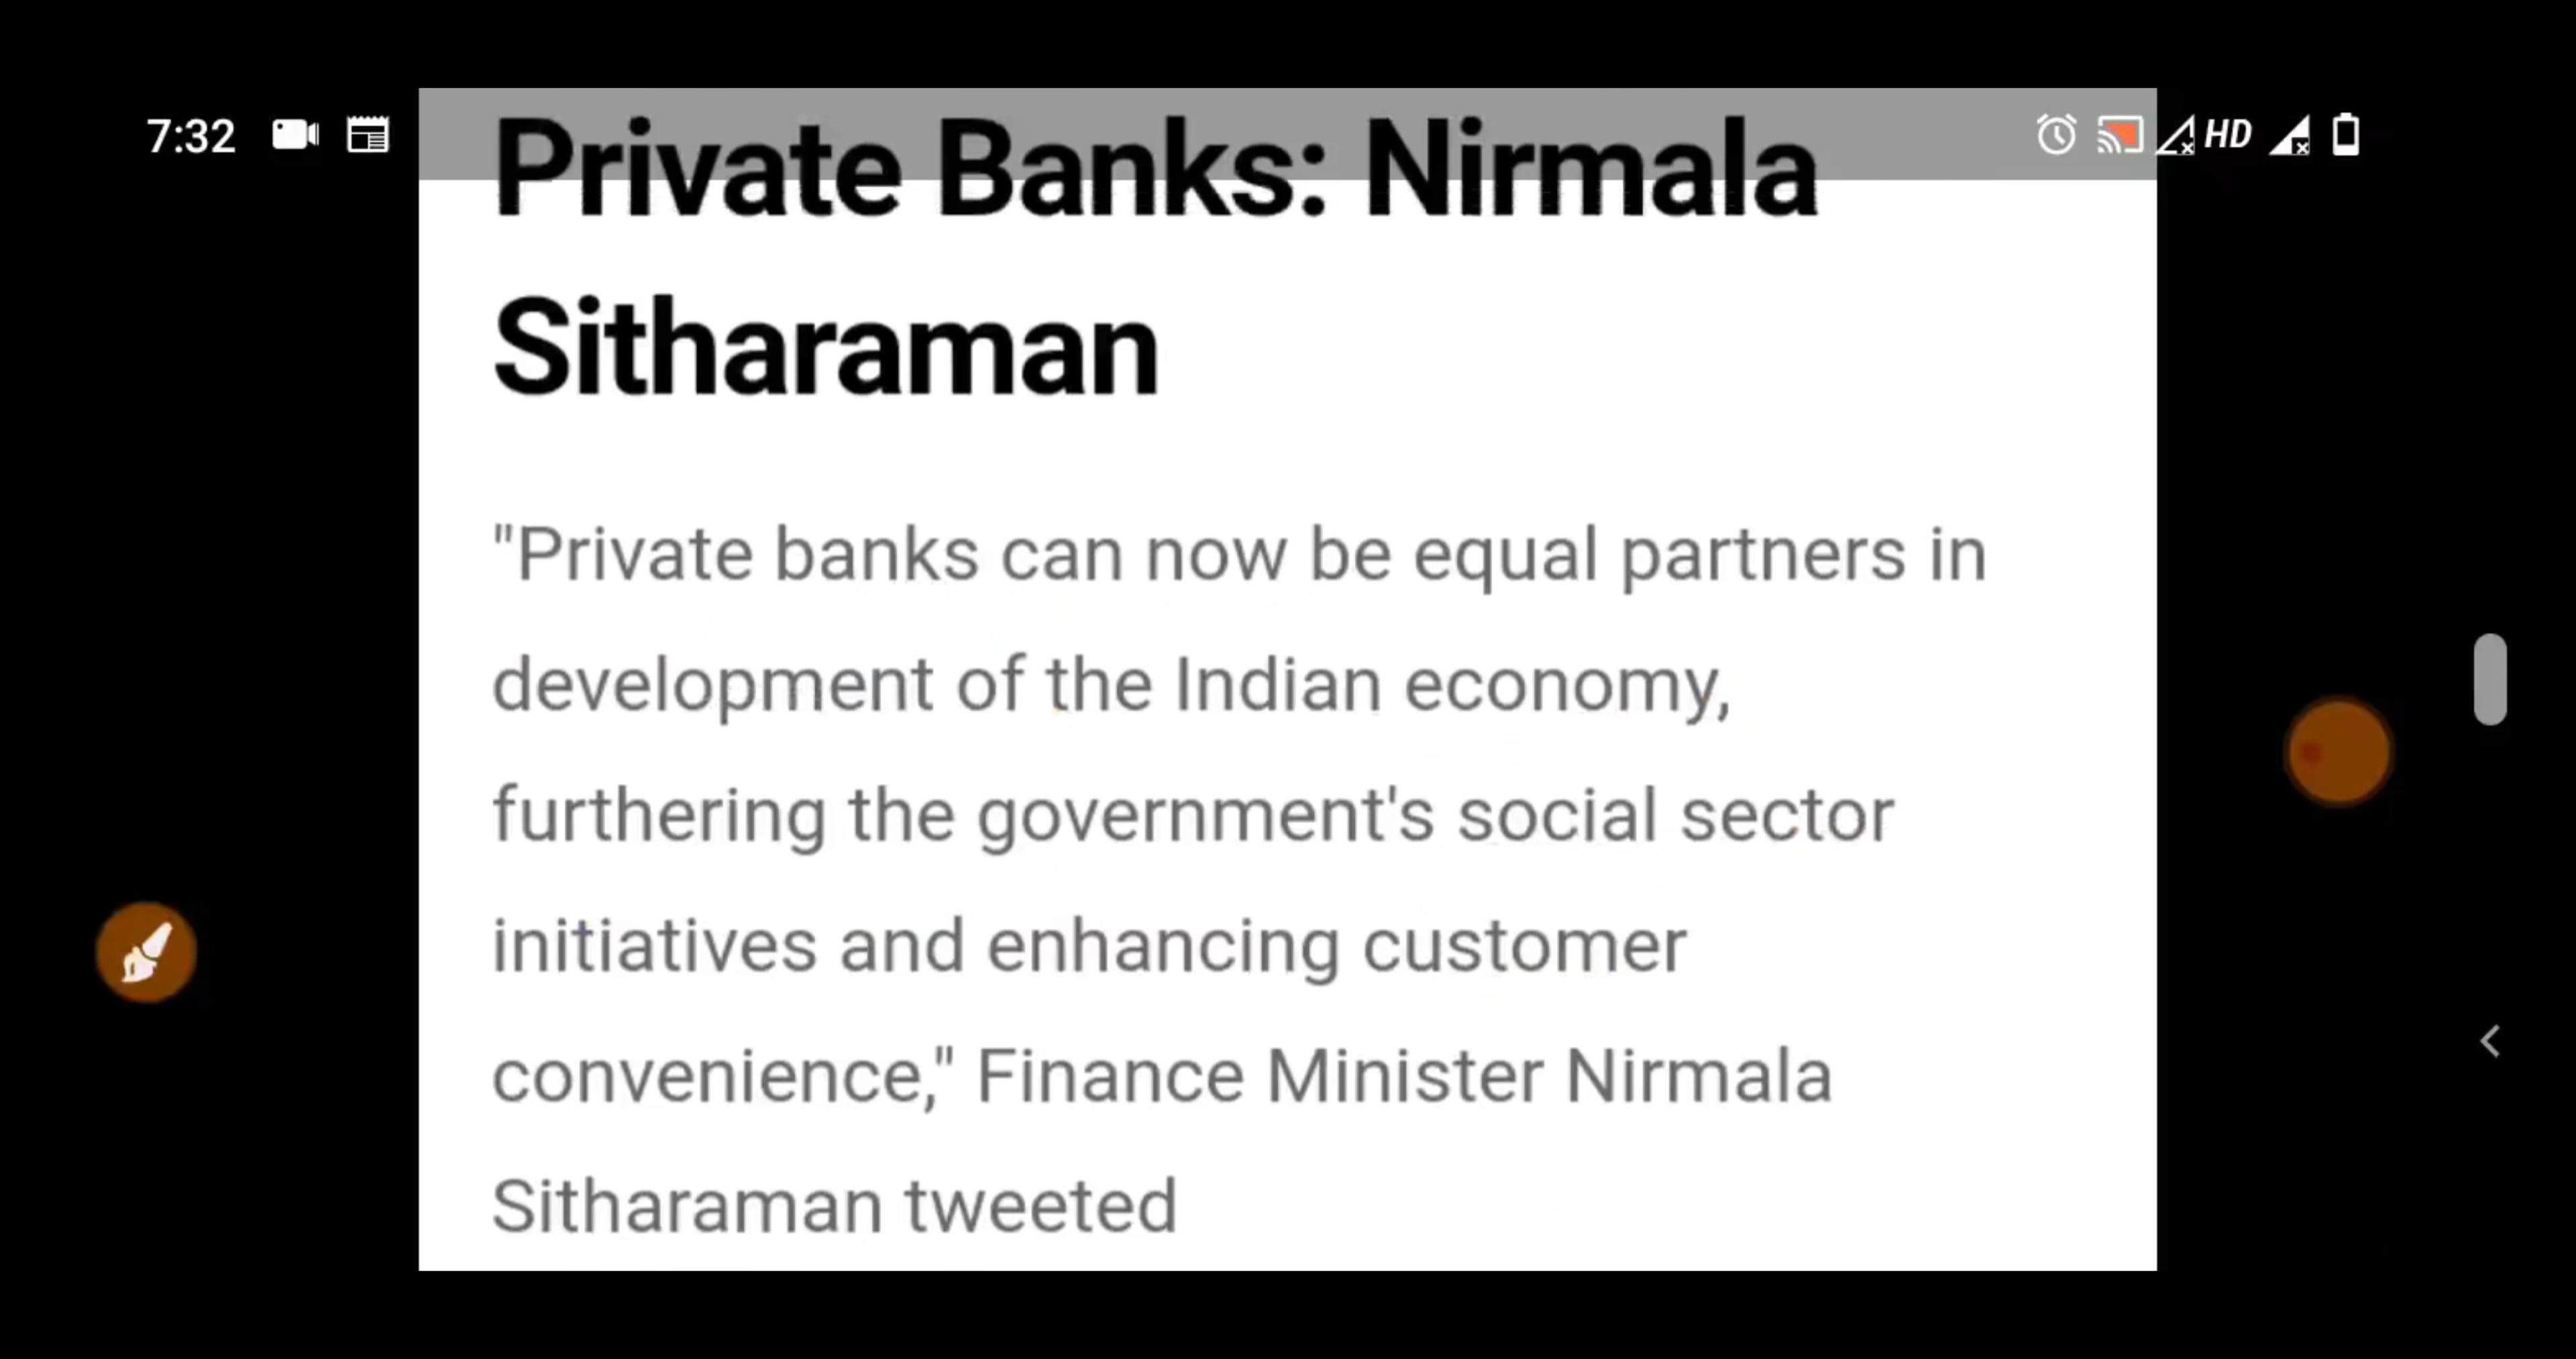 7:32 HD
Private Banks: Nirmala
Sitharaman
"Private banks can now be equal partners in
development of the Indian economy,
furthering the government's social sector
initiatives and enhancing customer
convenience," Finance Minister Nirmala
Sitharaman tweeted